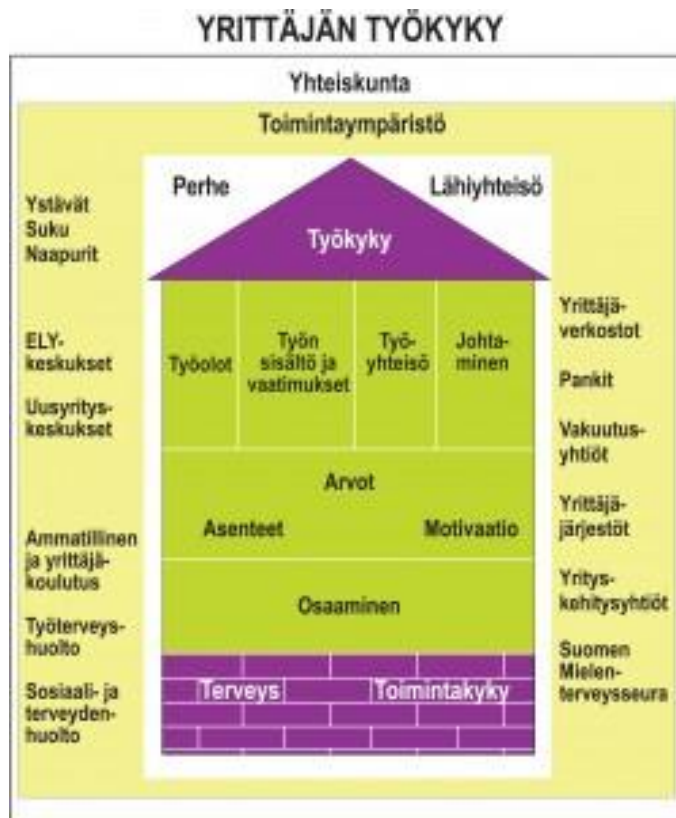 YRITTÄJÄN TYÖKYKY
Yhteiskunta
Toimintaympäristö
Perhe
Lähiyhteisö
Työkyky
Ystävät
Suku
Naapurit
ELY-
keskukset
Uusyritys-
keskukset
Ammatillinen
ja yrittäjä-
koulutus
Työterveys-
huolto
Sosiaali- ja
terveyden-
huolto
Työolot
Työn
sisältö ja
vaatimukset
Työ-
yhteisö
Johta-
minen
Arvot
Asenteet
Motivaatio
Osaaminen
Terveys
Toimintakyky
Yrittäjä-
verkostot
Pankit
Vakuutus-
yhtiöt
Yrittäjä-
järjestöt
Yritys-
kehitysyhtiöt
Suomen
Mielen-
terveysseura